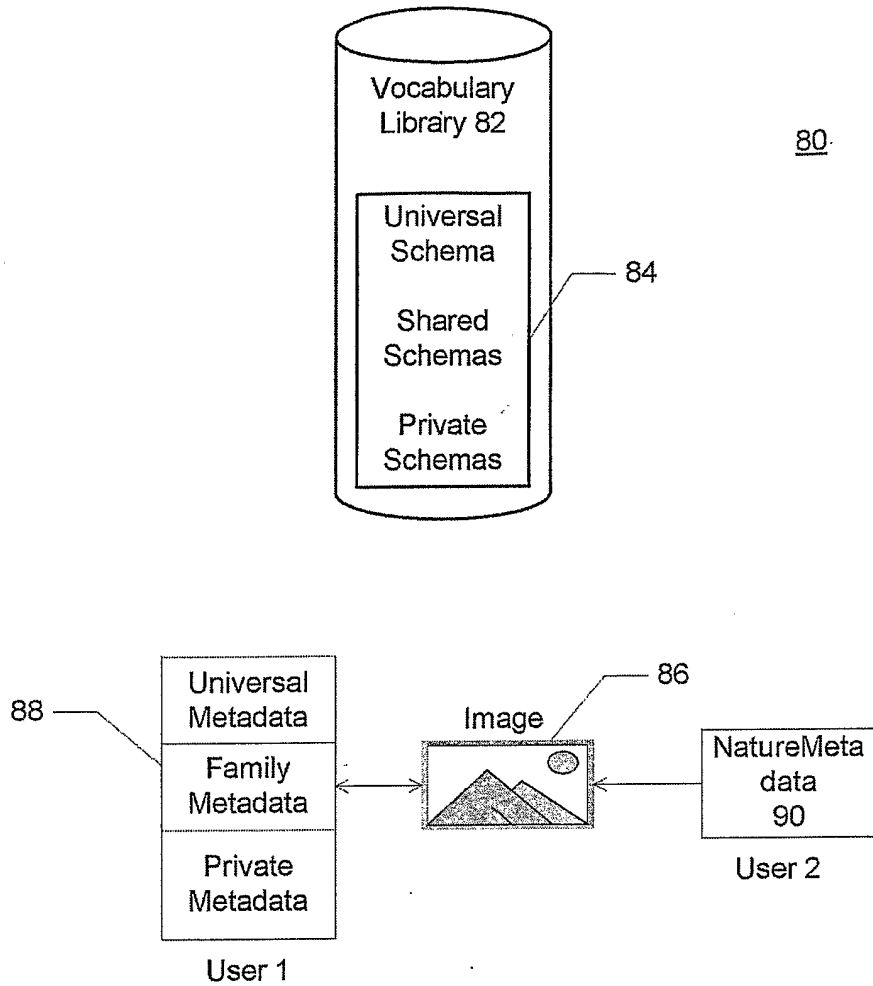 Vocabulary
Library 82
80
Universal
Schema
84
Shared
Schemas
Private
Schemas
86
88
Universal
Metadata
Image
Family
Metadata
NatureMeta
data
90
Private
Metadata
User 2
User 1